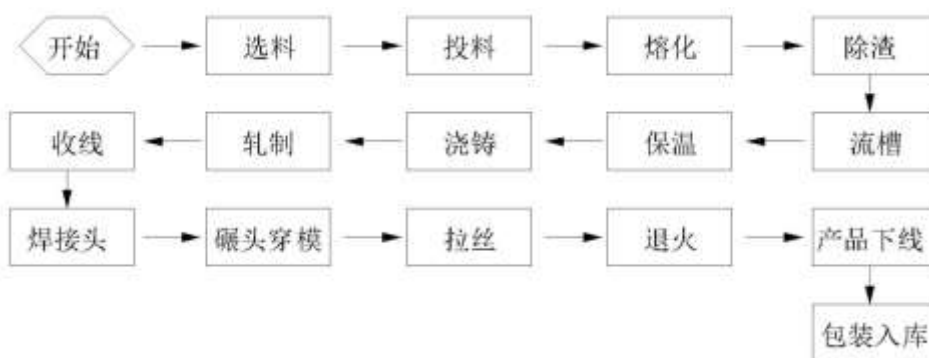 开始
选料
投料
熔化
除渣
流槽
保温
浇铸
轧制
收线
焊接头
碾头穿模
拉丝
退火
产品下线
包装入库